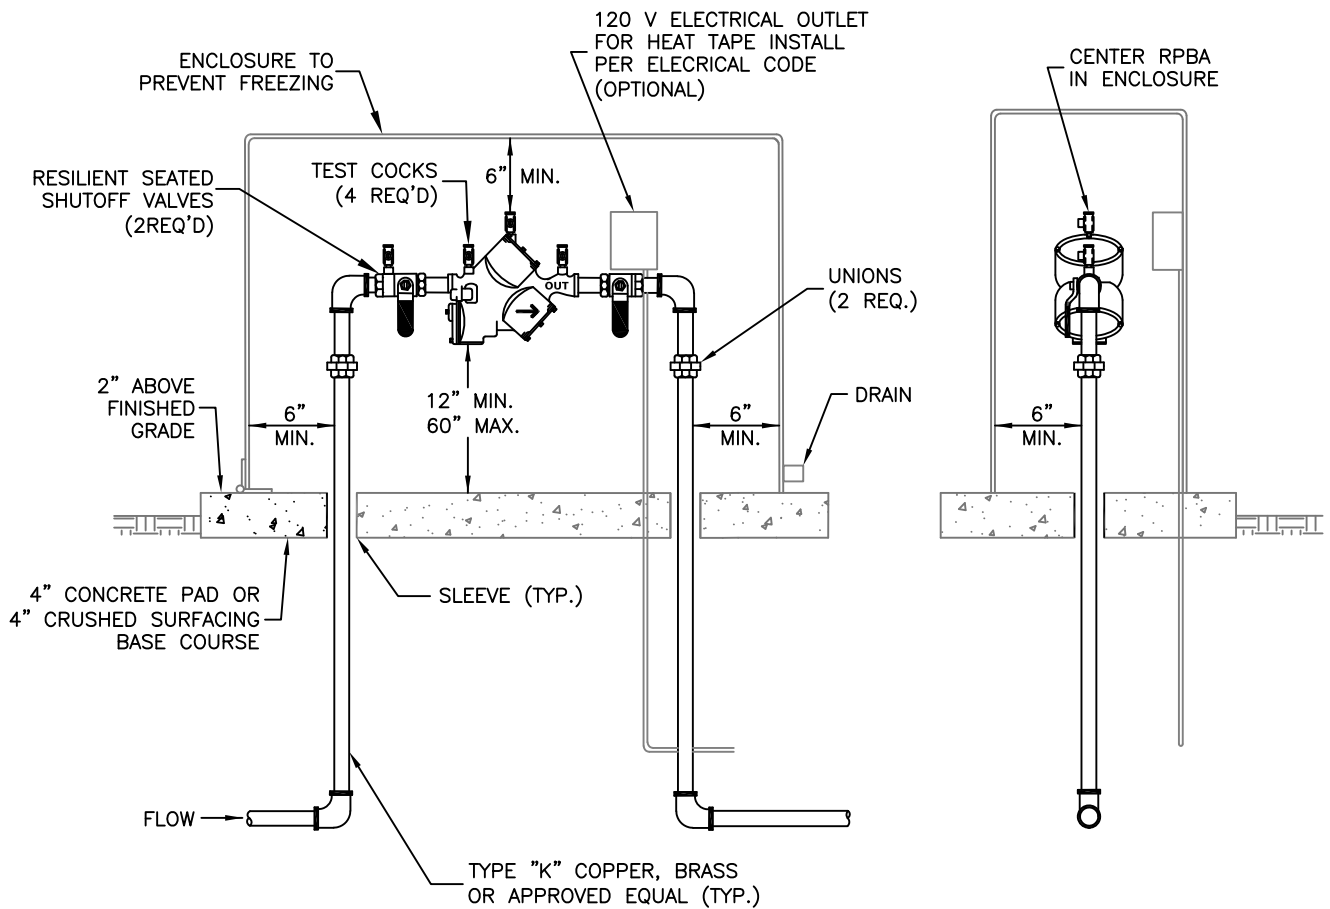 120 V ELECTRICAL OUTLET
FOR HEAT TAPE INSTALL
PER ELECRICAL CODE
(OPTIONAL)
ENCLOSURE TO
PREVENT FREEZING
CENTER RPBA
IN ENCLOSURE
RESILIENT SEATED
SHUTOFF VALVES
(2REQ'D)
TEST COCKS
(4 REQ'D)
6" MIN.
OUT
UNIONS
(2 REQ.)
2" ABOVE
FINISHED
GRADE
6"
MIN.
12" MIN.
60" MAX.
6"
MIN.
DRAIN
6"
MIN.
4" CONCRETE PAD OR
4" CRUSHED SURFACING
BASE COURSE
SLEEVE (TYP.)
FLOW
TYPE "K" COPPER, BRASS
OR APPROVED EQUAL (TYP.)